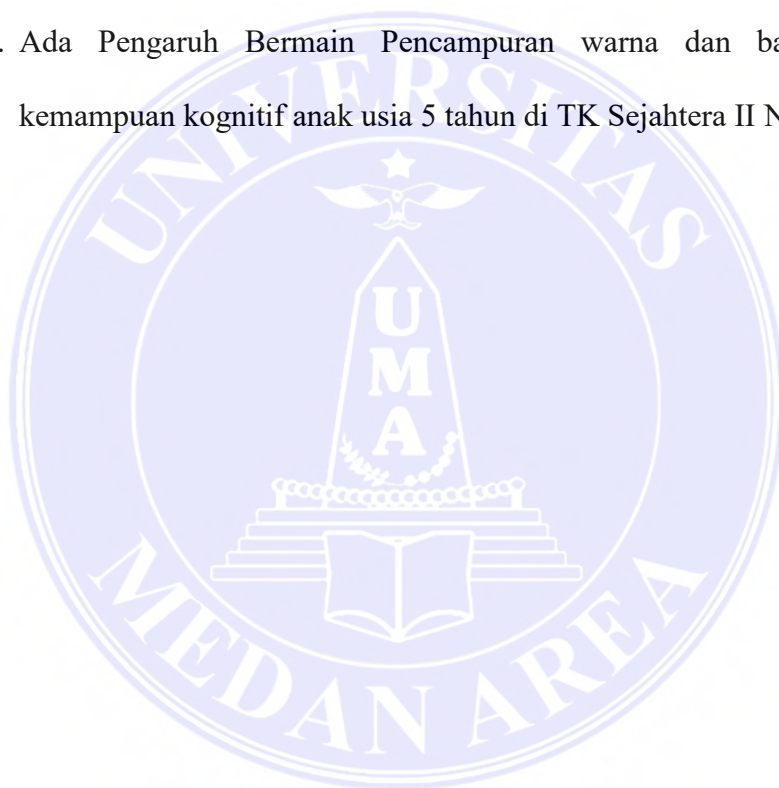 . Ada Pengaruh Bermain Pencampuran warna dan
kemampuan kognitif anak usia 5 tahun di TK Sejahtera II
UNIVERSITAS
UMA
MEDAN AREA